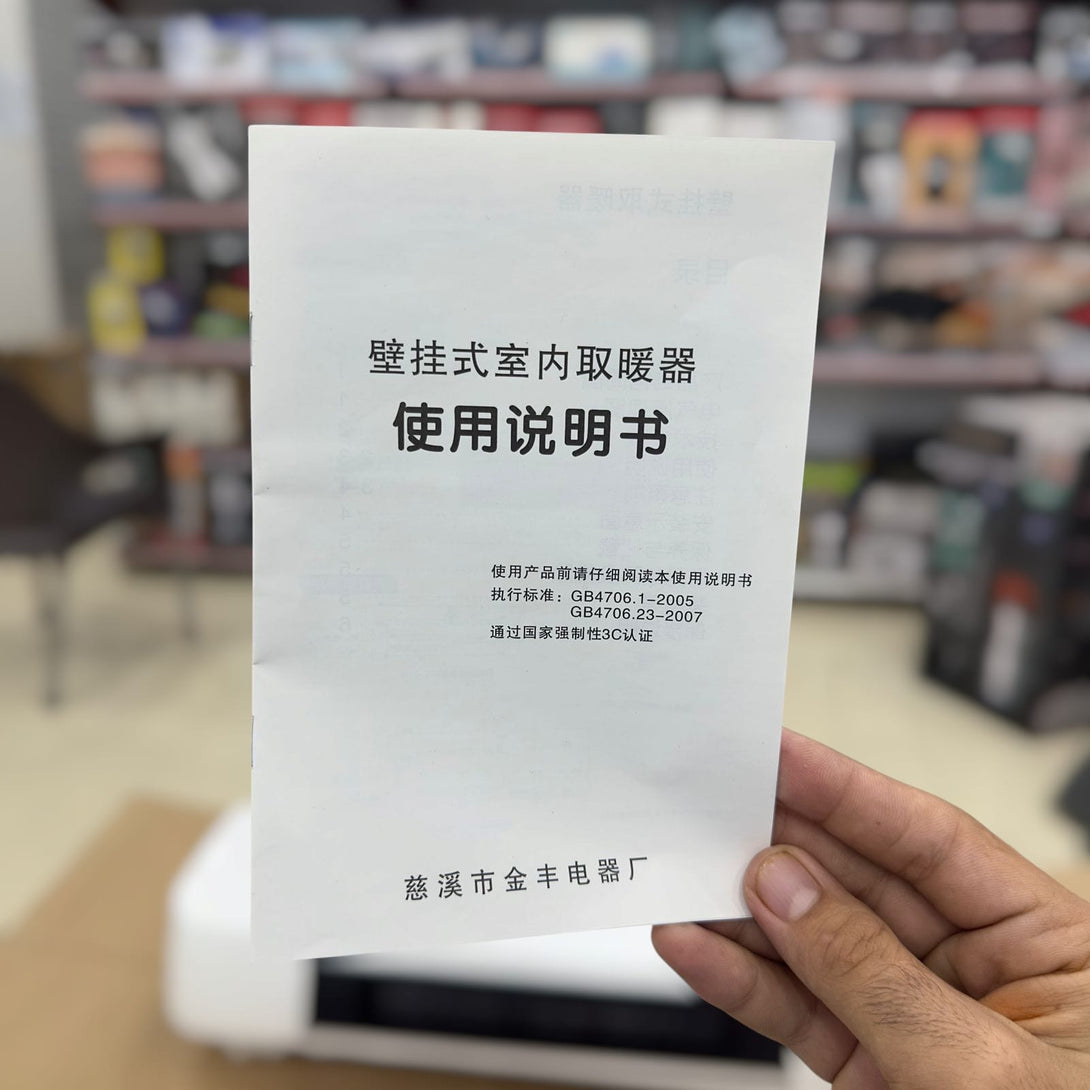 壁挂式室内取暖器
使用说明书
使用产品前请仔细阅读本使用说明书
执行标准：GB4706.1-2005
GB4706.23-2007
通过国家强制性3C认证
慈溪市金丰电器厂